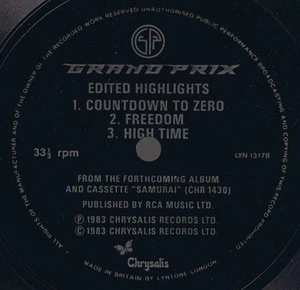 ALL RIGHTS OF THE MANUFACTURER AND OF THE OWNER OF THE RECORDED WORK RESERVED UNAUTHORISED PUBLIC PERFORMANCE BROADCASTING AND COPYING OF THIS RECORD PROHIBITED
GP
GRAND PRIX
EDITED HIGHLIGHTS
1. COUNTDOWN TO ZERO
2. FREEDOM
3. HIGH TIME
33⅓ rpm
LYN 13178
FROM THE FORTHCOMING ALBUM
AND CASSETTE "SAMURAI" (CHR 1430)
PUBLISHED BY RCA MUSIC LTD.
Ⓟ 1983 CHRYSALIS RECORDS LTD.
© 1983 CHRYSALIS RECORDS LTD.
Chrysalis
MADE IN BRITAIN BY LYNTONE LONDON